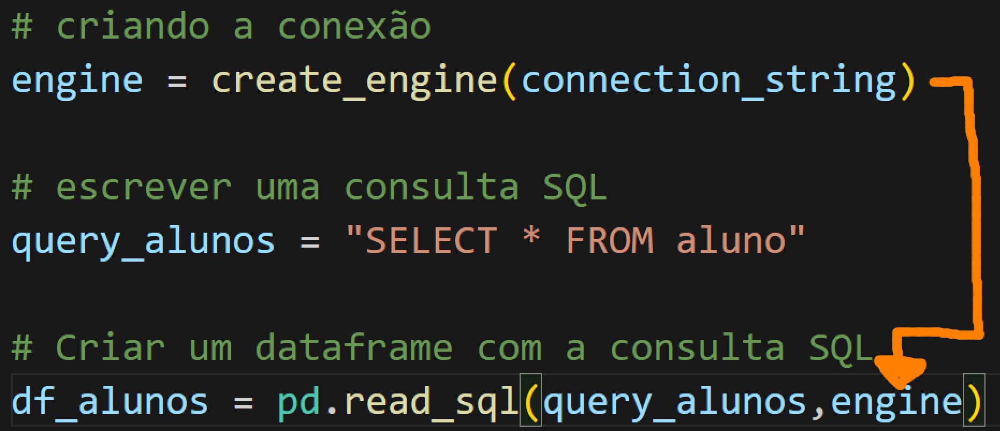 # criando a conexão
engine = create_engine(connection_string)
# escrever uma consulta SQL
query_alunos = "SELECT * FROM aluno"
# Criar um dataframe com a consulta SQL
df_alunos = pd.read_sql(query_alunos,engine)